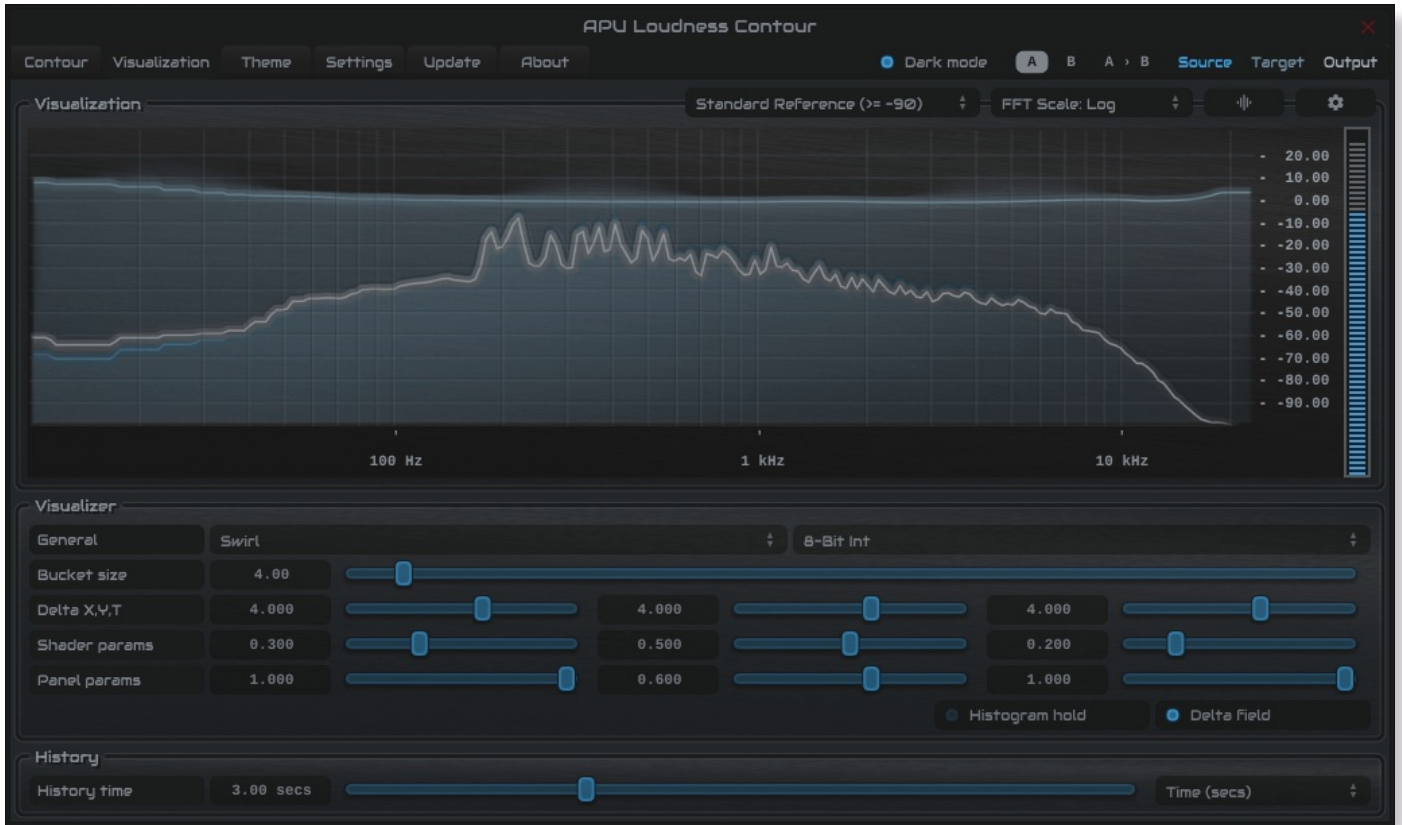 APU Loudness Contour
Contour Visualization Theme Settings Update About Dark mode A B A › B Source Target Output
Visualization Standard Reference (>= -90) FFT Scale: Log
- 20.00
- 10.00
- 0.00
- -10.00
- -20.00
- -30.00
- -40.00
- -50.00
- -60.00
- -70.00
- -80.00
- -90.00
100 Hz 1 kHz 10 kHz
Visualizer
General Swirl 8-Bit Int
Bucket size 4.00
Delta X,Y,T 4.000 4.000 4.000
Shader params 0.300 0.500 0.200
Panel params 1.000 0.600 1.000
Histogram hold Delta field
History
History time 3.00 secs Time (secs)